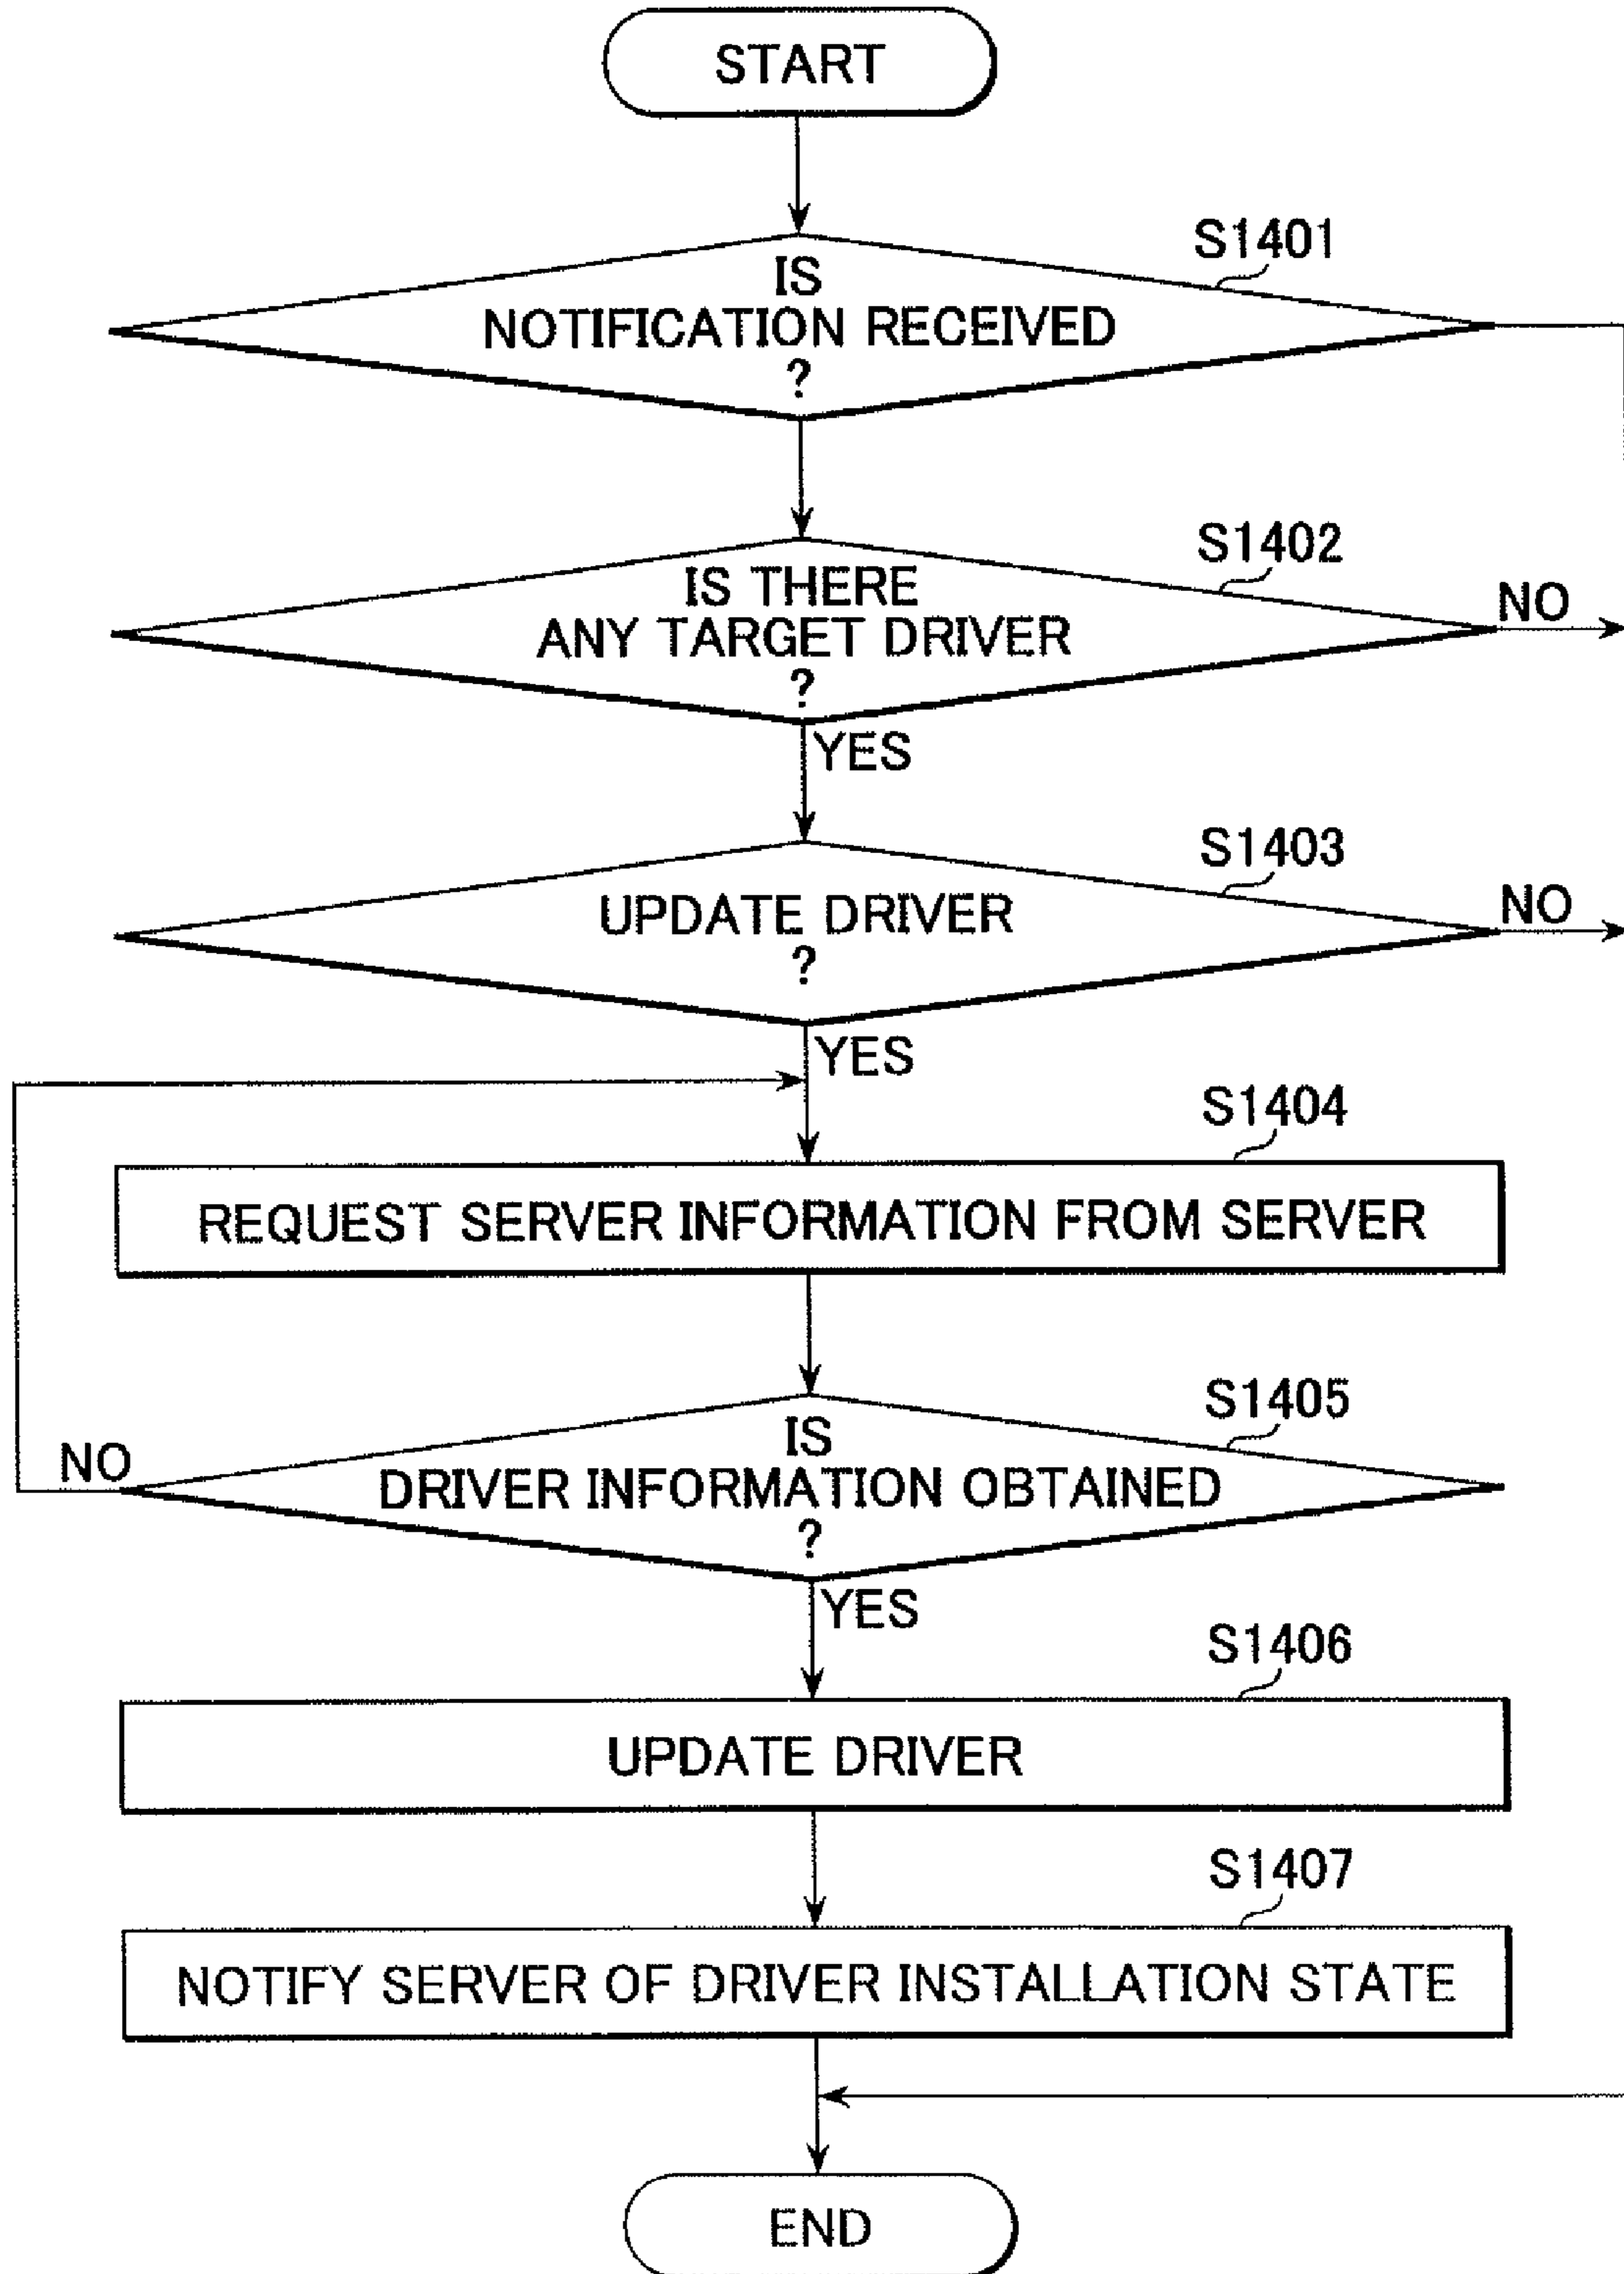 START
S1401
IS
NOTIFICATION RECEIVED
?
S1402
IS THERE
ANY TARGET DRIVER
?
NO
YES
S1403
UPDATE DRIVER
?
NO
YES
S1404
REQUEST SERVER INFORMATION FROM SERVER
S1405
IS
DRIVER INFORMATION OBTAINED
?
NO
YES
S1406
UPDATE DRIVER
S1407
NOTIFY SERVER OF DRIVER INSTALLATION STATE
END